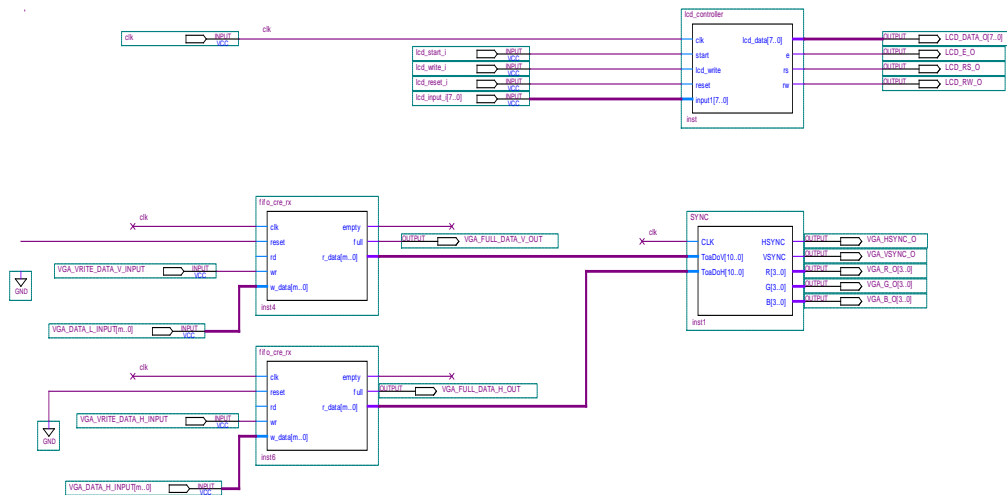 clk
INPUT
VCC
clk
lcd_start_i
INPUT
VCC
lcd_write_i
INPUT
VCC
lcd_reset_i
INPUT
VCC
lcd_input_i[7..0]
INPUT
VCC
lcd_controller
clk
lcd_data[7..0]
start
e
lcd_write
rs
reset
rw
input1[7..0]
inst
OUTPUT
LCD_DATA_O[7..0]
OUTPUT
LCD_E_O
OUTPUT
LCD_RS_O
OUTPUT
LCD_RW_O
clk
GND
VGA_VRITE_DATA_V_INPUT
INPUT
VCC
VGA_DATA_L_INPUT[m..0]
INPUT
VCC
fifo_cre_rx
clk
empty
reset
full
rd
r_data[m..0]
wr
w_data[m..0]
inst4
OUTPUT
VGA_FULL_DATA_V_OUT
clk
SYNC
CLK
HSYNC
ToaDoV[10..0]
VSYNC
ToaDoH[10..0]
R[3..0]
G[3..0]
B[3..0]
inst1
OUTPUT
VGA_HSYNC_O
OUTPUT
VGA_VSYNC_O
OUTPUT
VGA_R_O[3..0]
OUTPUT
VGA_G_O[3..0]
OUTPUT
VGA_B_O[3..0]
clk
GND
VGA_VRITE_DATA_H_INPUT
INPUT
VCC
VGA_DATA_H_INPUT[m..0]
INPUT
VCC
fifo_cre_rx
clk
empty
reset
full
rd
r_data[m..0]
wr
w_data[m..0]
inst6
OUTPUT
VGA_FULL_DATA_H_OUT